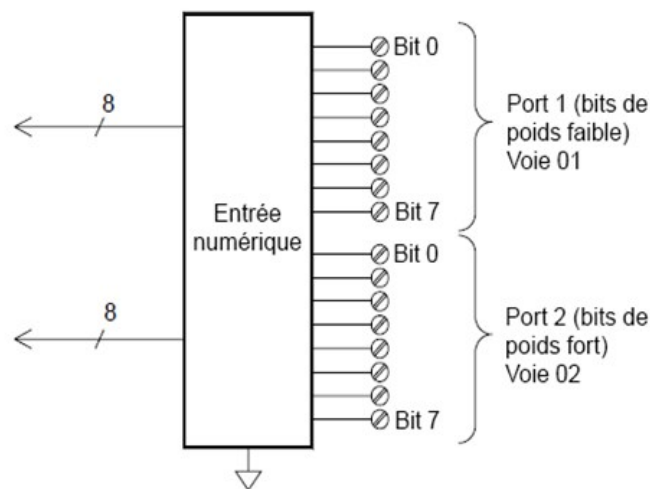 8
8
Entrée
numérique
Bit 0
Bit 7
Port 1 (bits de
poids faible)
Voie 01
Bit 0
Bit 7
Port 2 (bits de
poids fort)
Voie 02